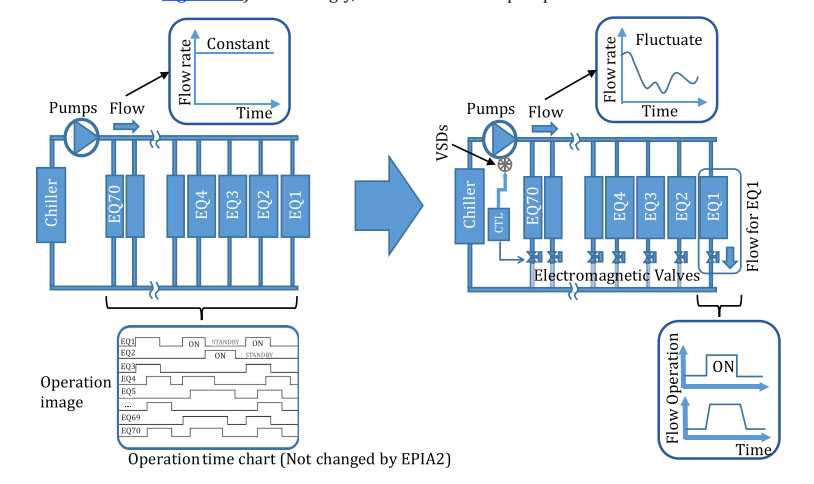 Flow rate
Constant
Time
Pumps
Flow
Chiller
EQ70
EQ4
EQ3
EQ2
EQ1
Operation
image
EQ1
ON
STANDBY
ON
EQ2
ON
STANDBY
EQ3
EQ4
EQ5
...
EQ69
EQ70
Operation time chart (Not changed by EPIA2)
Flow rate
Fluctuate
Time
Pumps
Flow
VSDs
Chiller
CTL
EQ70
EQ4
EQ3
EQ2
EQ1
Flow for EQ1
Electromagnetic Valves
Flow Operation
ON
Time